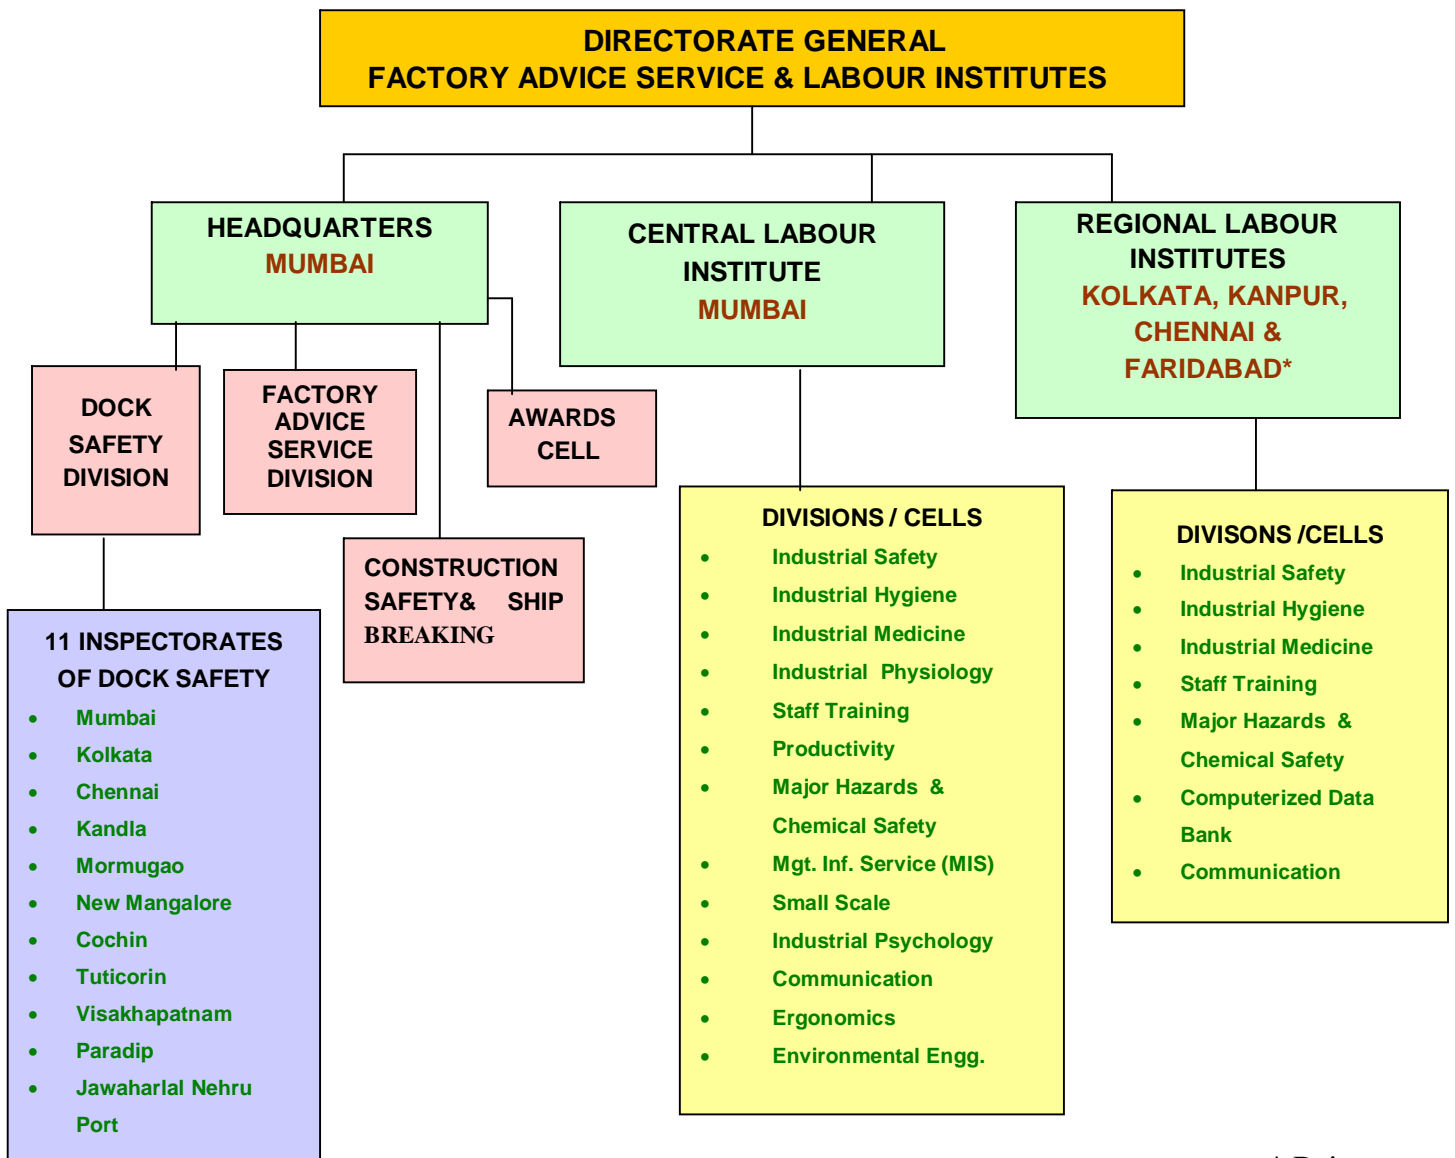 DIRECTORATE GENERAL
FACTORY ADVICE SERVICE & LABOUR INSTITUTES
HEADQUARTERS
MUMBAI
CENTRAL LABOUR
INSTITUTE
MUMBAI
REGIONAL LABOUR
INSTITUTES
KOLKATA, KANPUR,
CHENNAI &
FARIDABAD*
DOCK
SAFETY
DIVISION
FACTORY
ADVICE
SERVICE
DIVISION
AWARDS
CELL
CONSTRUCTION
SAFETY& SHIP
BREAKING
11 INSPECTORATES
OF DOCK SAFETY
• Mumbai
• Kolkata
• Chennai
• Kandla
• Mormugao
• New Mangalore
• Cochin
• Tuticorin
• Visakhapatnam
• Paradip
• Jawaharlal Nehru
Port
DIVISIONS / CELLS
• Industrial Safety
• Industrial Hygiene
• Industrial Medicine
• Industrial Physiology
• Staff Training
• Productivity
• Major Hazards &
Chemical Safety
• Mgt. Inf. Service (MIS)
• Small Scale
• Industrial Psychology
• Communication
• Ergonomics
• Environmental Engg.
DIVISONS /CELLS
• Industrial Safety
• Industrial Hygiene
• Industrial Medicine
• Staff Training
• Major Hazards &
Chemical Safety
• Computerized Data
Bank
• Communication